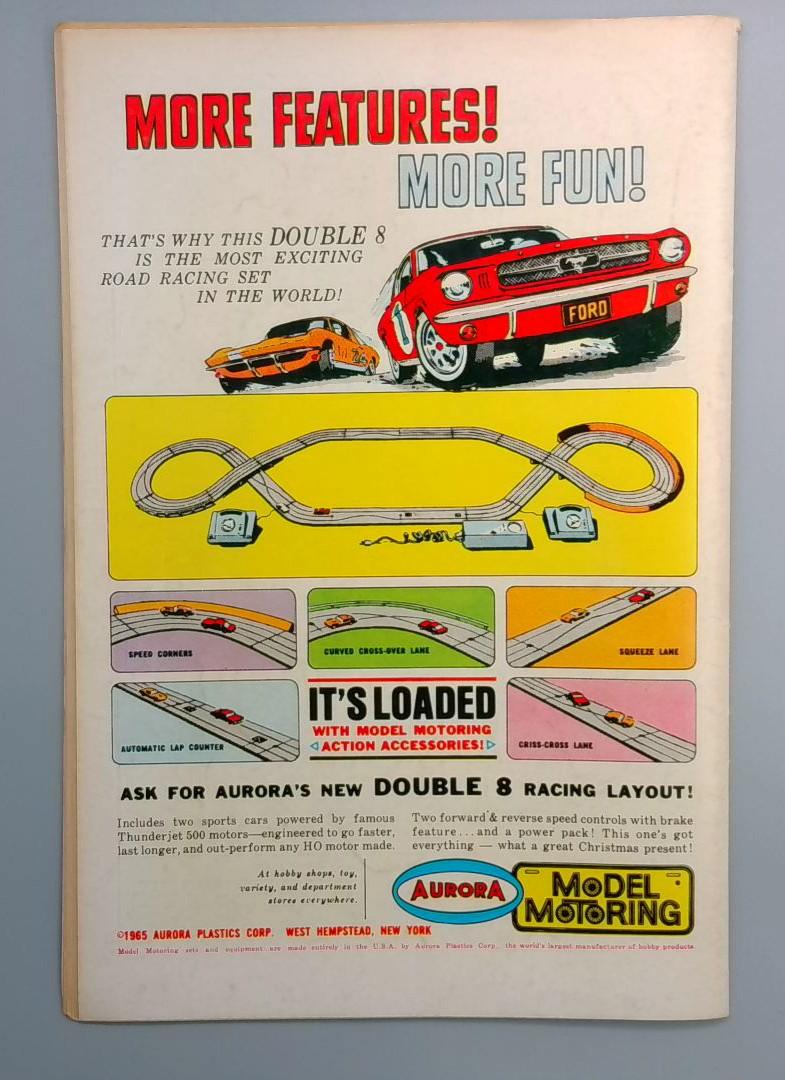 MORE FEATURES!
MORE FUN!
THAT'S WHY THIS DOUBLE 8
IS THE MOST EXCITING
ROAD RACING SET
IN THE WORLD!
FORD
SPEED CORNERS
CURVED CROSS-OVER LANE
SQUEEZE LANE
AUTOMATIC LAP COUNTER
IT'S LOADED
WITH MODEL MOTORING
ACTION ACCESSORIES!
CRISS-CROSS LANE
ASK FOR AURORA'S NEW DOUBLE 8 RACING LAYOUT!
Includes two sports cars powered by famous
Thunderjet 500 motors—engineered to go faster,
last longer, and out-perform any HO motor made.
Two forward & reverse speed controls with brake
feature...and a power pack! This one's got
everything — what a great Christmas present!
At hobby shops, toy,
variety, and department
stores everywhere.
AURORA
MODEL
MOTORING
©1965 AURORA PLASTICS CORP. WEST HEMPSTEAD, NEW YORK
Model Motoring sets and equipment are made entirely in the U.S.A. by Aurora Plastics Corp., the world's largest manufacturer of hobby products.